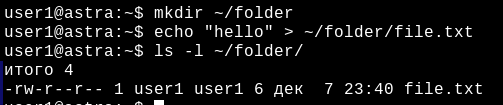 user1@astra:~$ mkdir ~/folder
user1@astra:~$ echo "hello" > ~/folder/file.txt
user1@astra:~$ ls -l ~/folder/
итого 4
-rw-r--r-- 1 user1 user1 6 дек  7 23:40 file.txt
user1@astra:~$